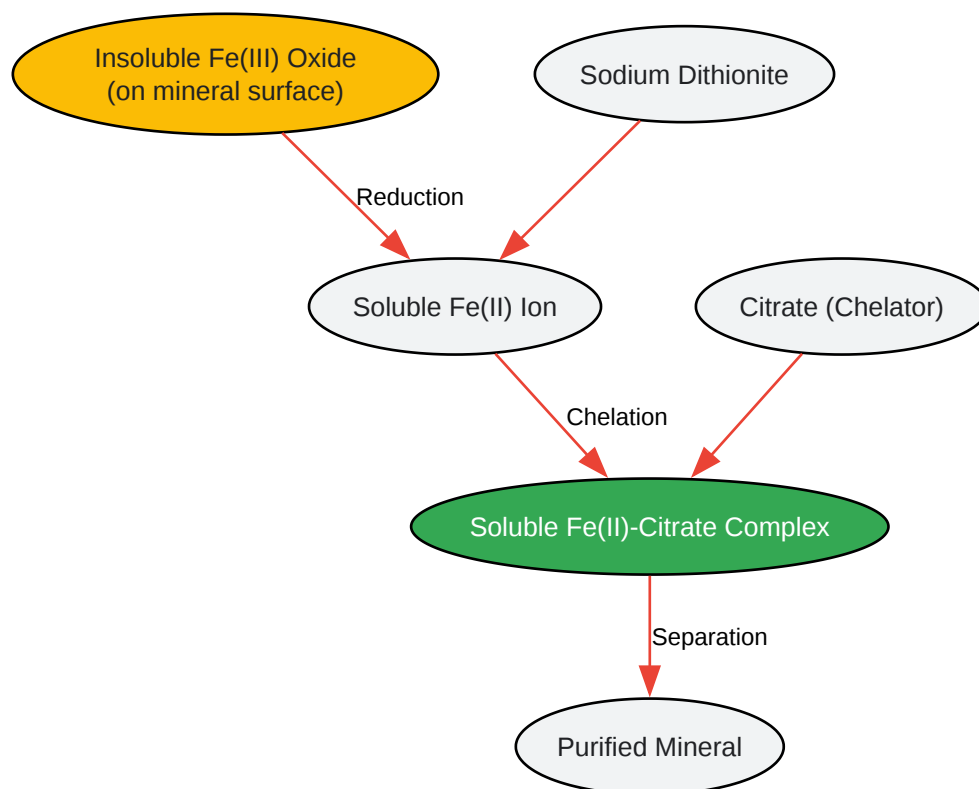 Insoluble Fe(III) Oxide
(on mineral surface)
Sodium Dithionite
Reduction
Soluble Fe(II) Ion
Citrate (Chelator)
Chelation
Soluble Fe(II)-Citrate Complex
Separation
Purified Mineral